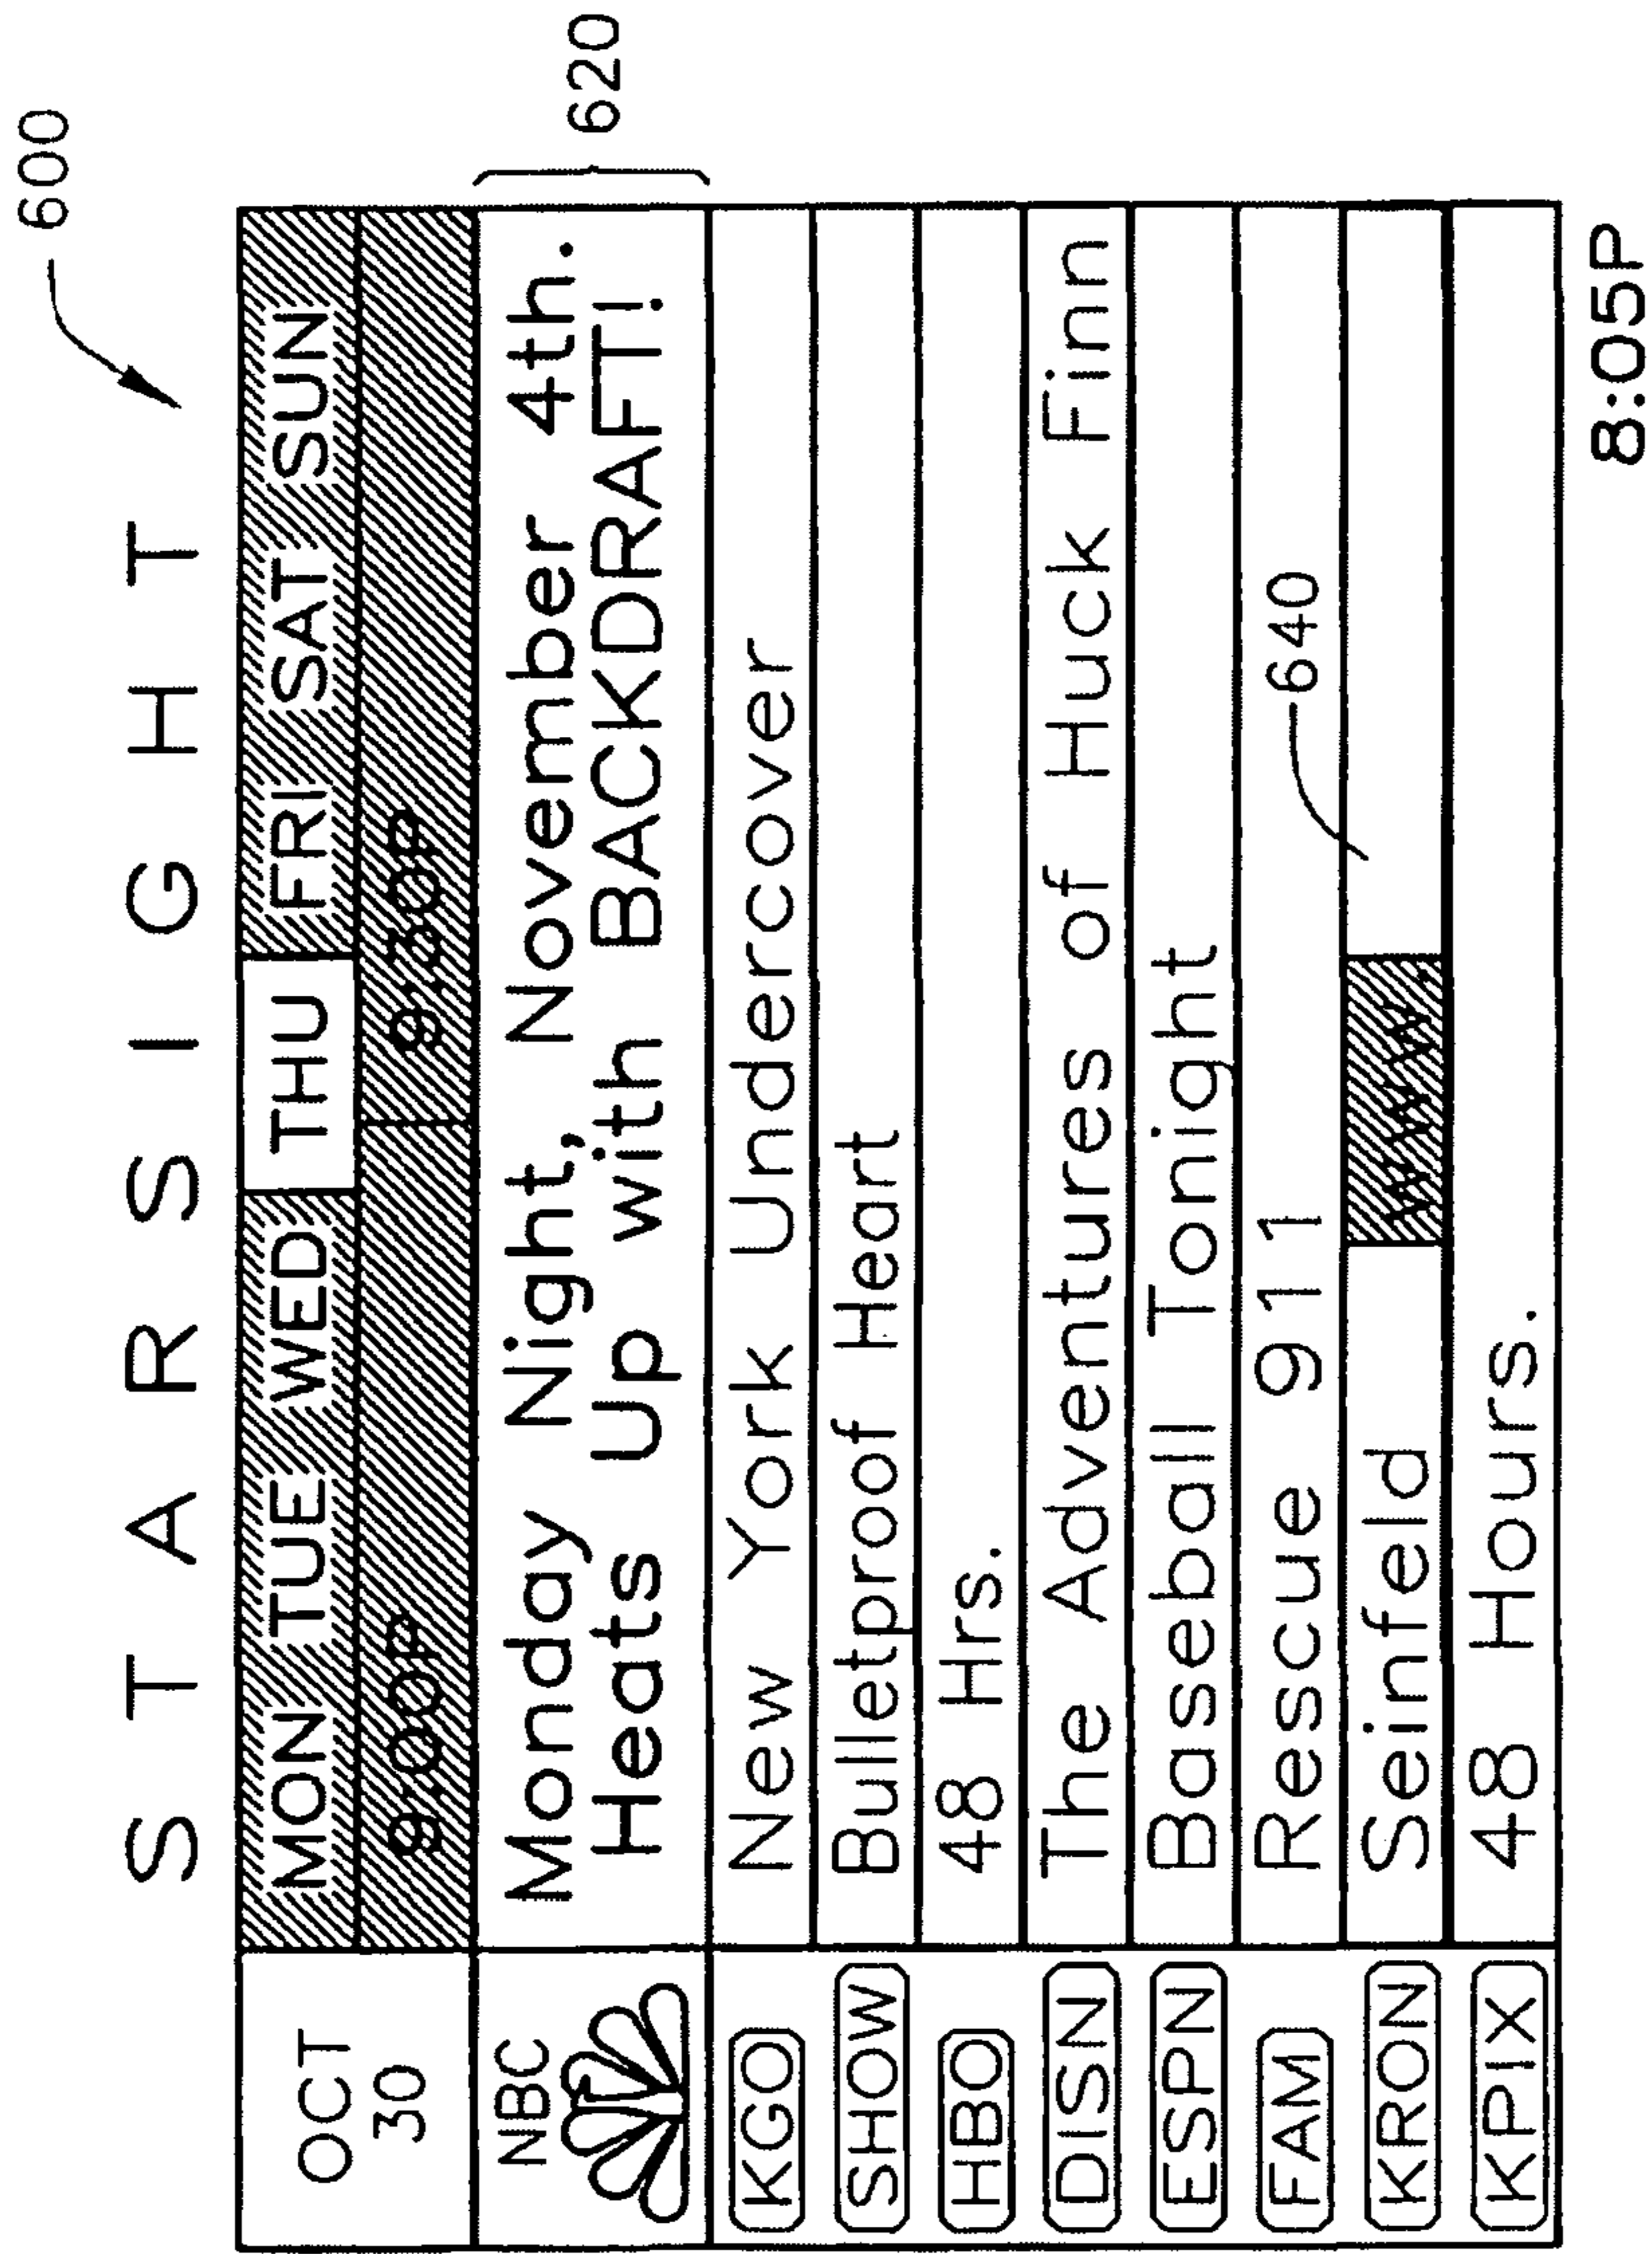 600
S T A R S I G H T
OCT 30
MON TUE WED THU FRI SAT SUN
9:00P 9:30P
NBC
Monday Night, November 4th.
Heats Up with BACKDRAFT!
620
KGO New York Undercover
SHOW Bulletproof Heart
HBO 48 Hrs.
DISN The Adventures of Huck Finn
ESPN Baseball Tonight
FAM Rescue 911
640
KRON Seinfeld www.
KPIX 48 Hours.
8:05P